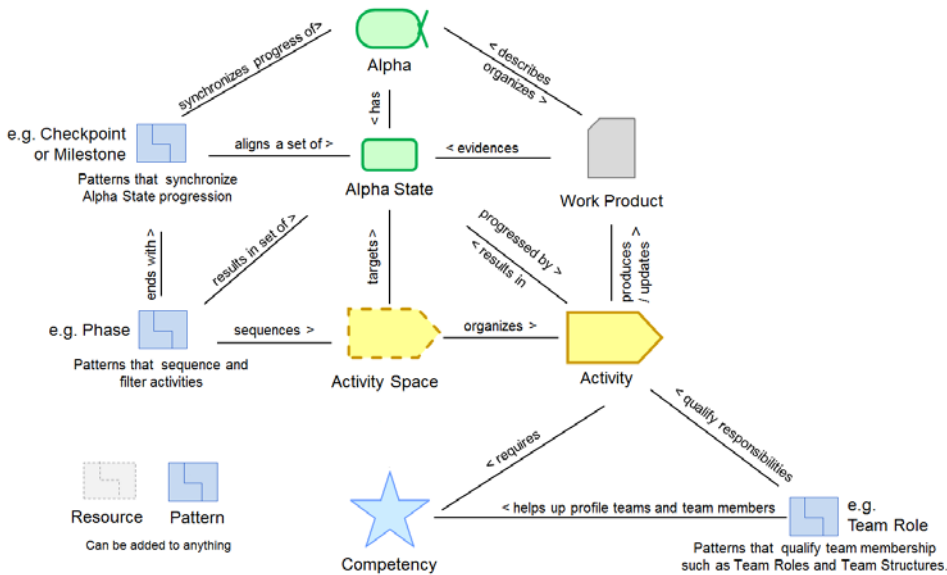 synchronizes progress of>
Alpha
< describes
organizes >
< has
e.g. Checkpoint
or Milestone
aligns a set of >
Alpha State
< evidences
Work Product
Patterns that synchronize
Alpha State progression
ends with >
results in set of >
targets >
progressed by >
< results in
produces >
/ updates
e.g. Phase
sequences >
Activity Space
organizes >
Activity
Patterns that sequence and
filter activities
< requires
< qualify responsibilities
Resource
Pattern
Can be added to anything
Competency
< helps up profile teams and team members
e.g.
Team Role
Patterns that qualify team membership
such as Team Roles and Team Structures.